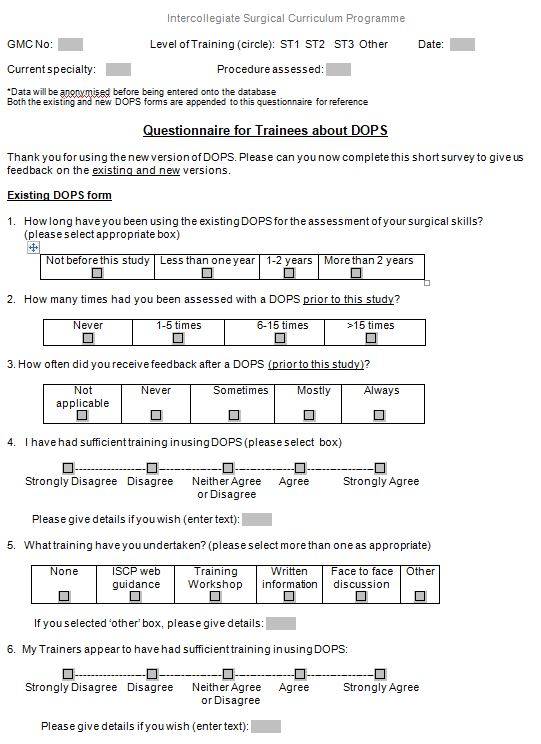 Intercollegiate Surgical Curriculum Programme
GMC No: Level of Training (circle): ST1 ST2 ST3 Other Date:
Current specialty: Procedure assessed:
*Data will be anonymised before being entered onto the database
Both the existing and new DOPS forms are appended to this questionnaire for reference
Questionnaire for Trainees about DOPS
Thank you for using the new version of DOPS. Please can you now complete this short survey to give us
feedback on the existing and new versions.
Existing DOPS form
1. How long have you been using the existing DOPS for the assessment of your surgical skills?
(please select appropriate box)
Not before this study Less than one year 1-2 years More than 2 years
2. How many times had you been assessed with a DOPS prior to this study?
Never 1-5 times 6-15 times >15 times
3. How often did you receive feedback after a DOPS (prior to this study)?
Not Never Sometimes Mostly Always
applicable
4. I have had sufficient training in using DOPS (please select box)
Strongly Disagree Disagree Neither Agree Agree Strongly Agree
or Disagree
Please give details if you wish (enter text):
5. What training have you undertaken? (please select more than one as appropriate)
None ISCP web Training Written Face to face Other
guidance Workshop information discussion
If you selected 'other' box, please give details:
6. My Trainers appear to have had sufficient training in using DOPS:
Strongly Disagree Disagree Neither Agree Agree Strongly Agree
or Disagree
Please give details if you wish (enter text):